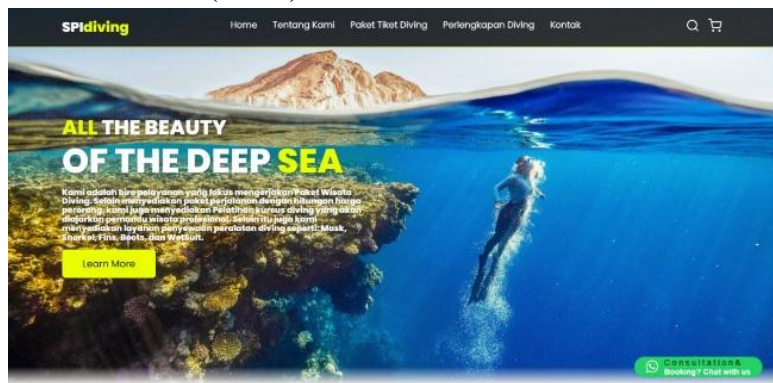 SPIdiving
Home Tentang Kami Paket Tiket Diving Perlengkapan Diving Kontak
ALL THE BEAUTY
OF THE DEEP SEA
Kami adalah biro pelayanan yang fokus mengerjakan Paket Wisata
Diving. Selain menyediakan paket perjalanan dengan hitungan harga
perorang, kami juga menyediakan Pelatihan kursus diving yang akan
diajarkan pemandu wisata profesional. Selain itu juga kami
menyediakan layanan penyewaan peralatan diving seperti: Mask,
Snorkel, Fins, Boots, dan WetSuit.
Learn More
Consultation&
Booking? Chat with us